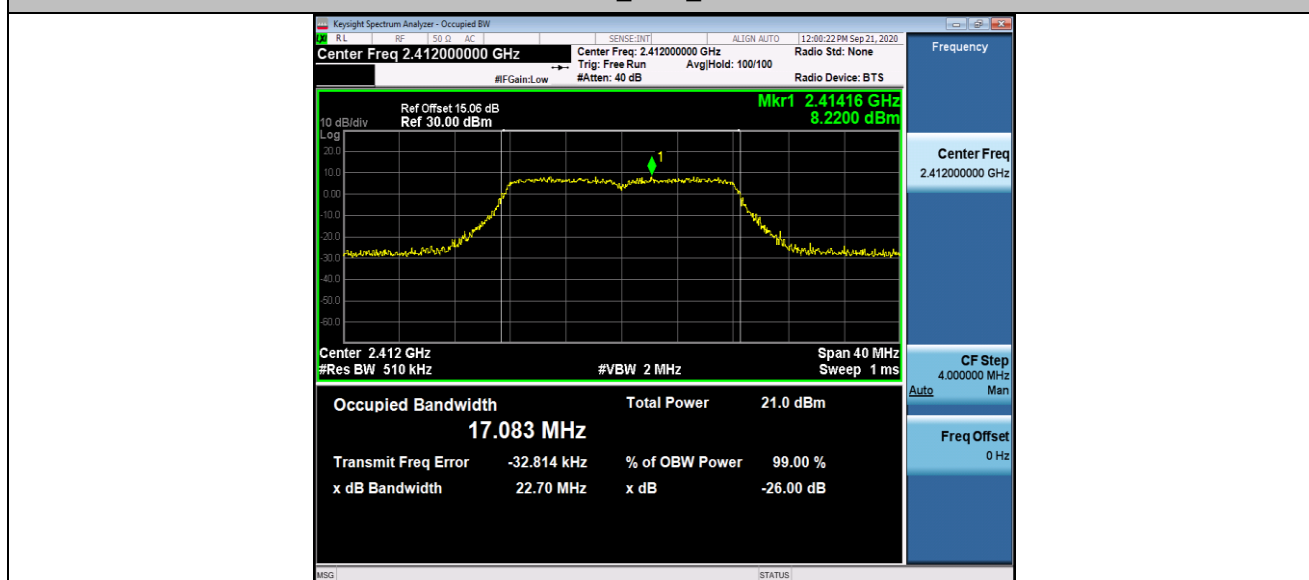 Keysight Spectrum Analyzer - Occupied BW
RL RF 50 Ω AC SENSE:INT ALIGN AUTO 12:00:22 PM Sep 21, 2020
Center Freq 2.412000000 GHz
Center Freq: 2.412000000 GHz Radio Std: None
Trig: Free Run Avg|Hold: 100/100
#IFGain:Low #Atten: 40 dB Radio Device: BTS
Frequency
Mkr1 2.41416 GHz
8.2200 dBm
Ref Offset 15.06 dB
10 dB/div Ref 30.00 dBm
Log
20.0
10.0
0.00
-10.0
-20.0
-30.0
-40.0
-50.0
-60.0
1
Center 2.412 GHz Span 40 MHz
#Res BW 510 kHz #VBW 2 MHz Sweep 1 ms
Occupied Bandwidth Total Power 21.0 dBm
17.083 MHz
Transmit Freq Error -32.814 kHz % of OBW Power 99.00 %
x dB Bandwidth 22.70 MHz x dB -26.00 dB
Center Freq
2.412000000 GHz
CF Step
4.000000 MHz
Auto Man
Freq Offset
0 Hz
MSG STATUS